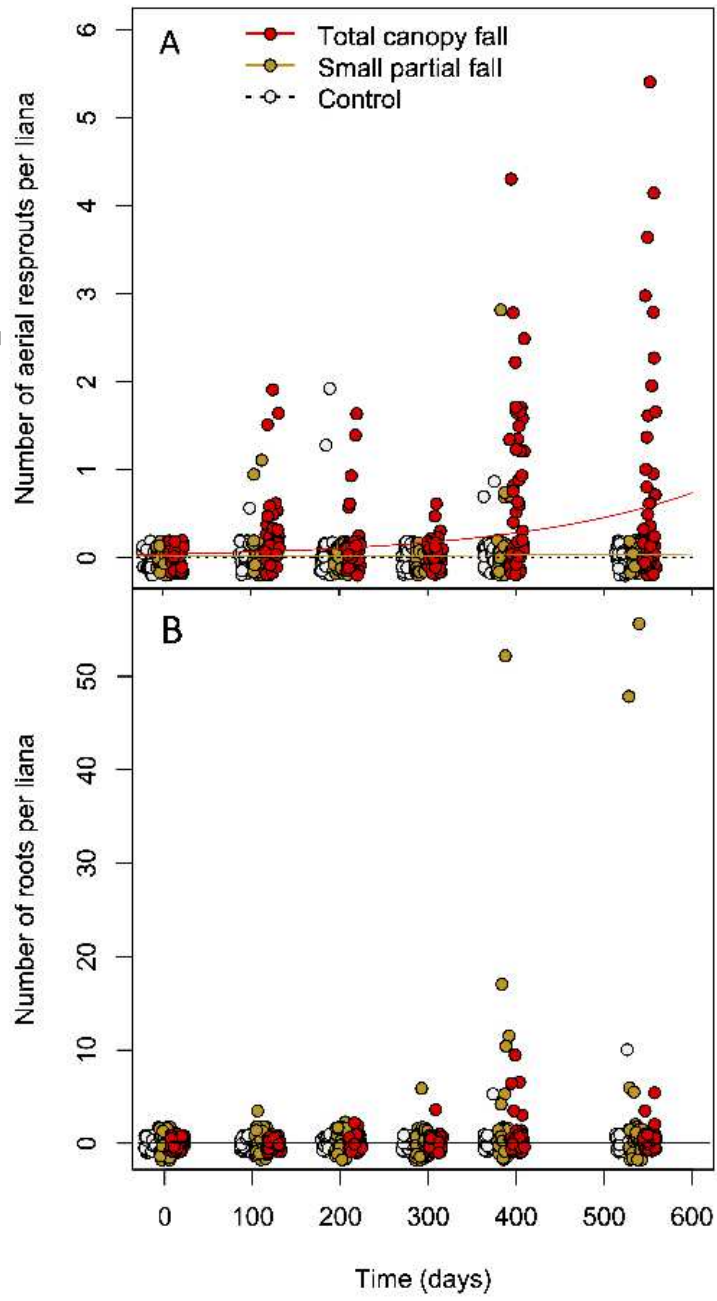 A
Total canopy fall
Small partial fall
Control
Number of aerial resprouts per liana
6
5
4
3
2
1
0
B
Number of roots per liana
50
40
30
20
10
0
0 100 200 300 400 500 600
Time (days)